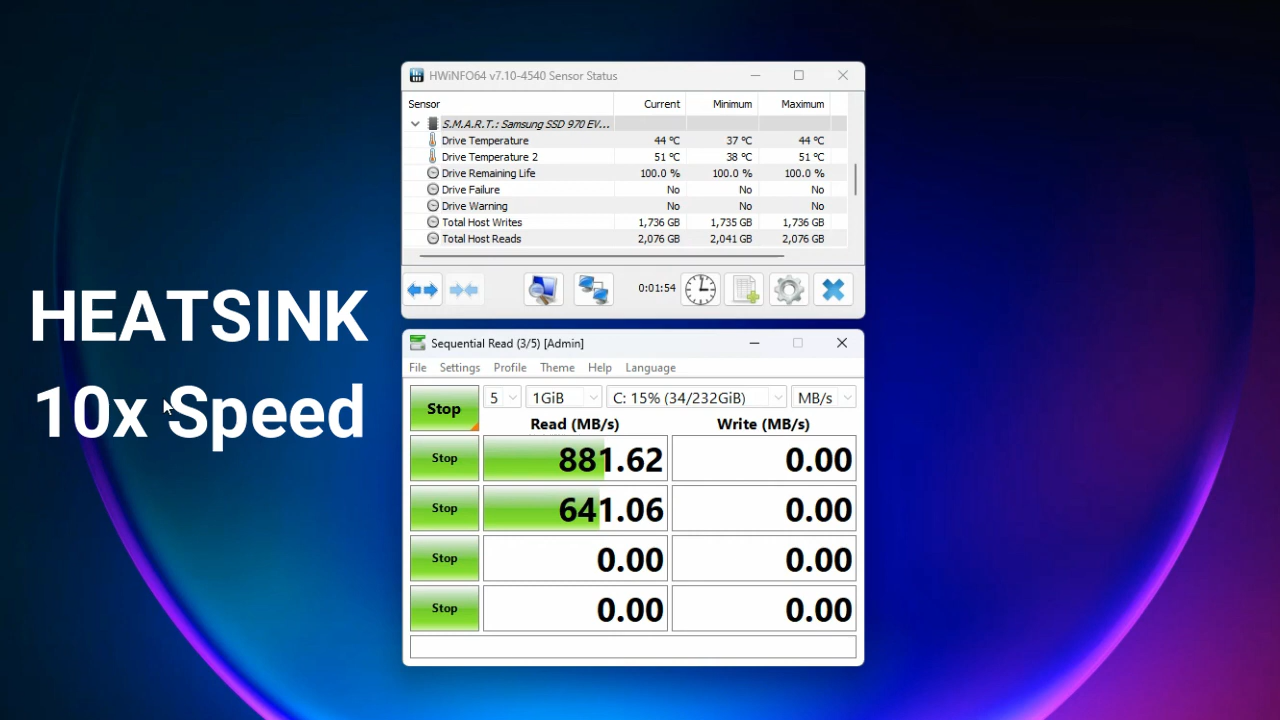 HWiNFO64 v7.10-4540 Sensor Status
Sensor Current Minimum Maximum
S.M.A.R.T.: Samsung SSD 970 EV...
Drive Temperature 44 °C 37 °C 44 °C
Drive Temperature 2 51 °C 38 °C 51 °C
Drive Remaining Life 100.0 % 100.0 % 100.0 %
Drive Failure No No No
Drive Warning No No No
Total Host Writes 1,736 GB 1,735 GB 1,736 GB
Total Host Reads 2,076 GB 2,041 GB 2,076 GB
0:01:54
HEATSINK
10x Speed
Sequential Read (3/5) [Admin]
File Settings Profile Theme Help Language
Stop 5 1GiB C: 15% (34/232GiB) MB/s
Read (MB/s) Write (MB/s)
Stop 881.62 0.00
Stop 641.06 0.00
Stop 0.00 0.00
Stop 0.00 0.00